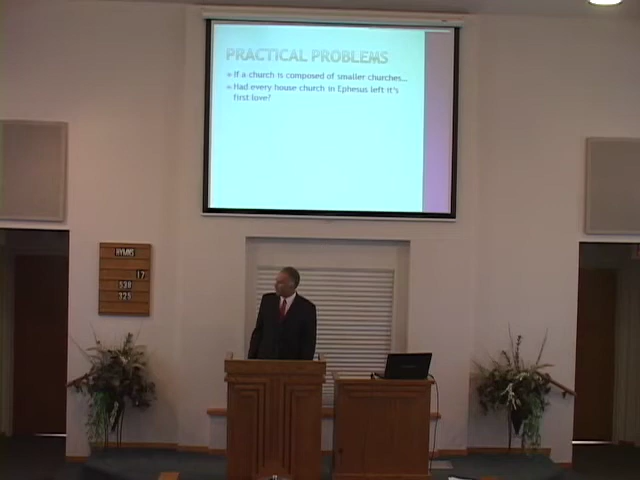 PRACTICAL PROBLEMS
If a church is composed of smaller churches...
Had every house church in Ephesus left it's
first love?
HYMNS
17
538
325